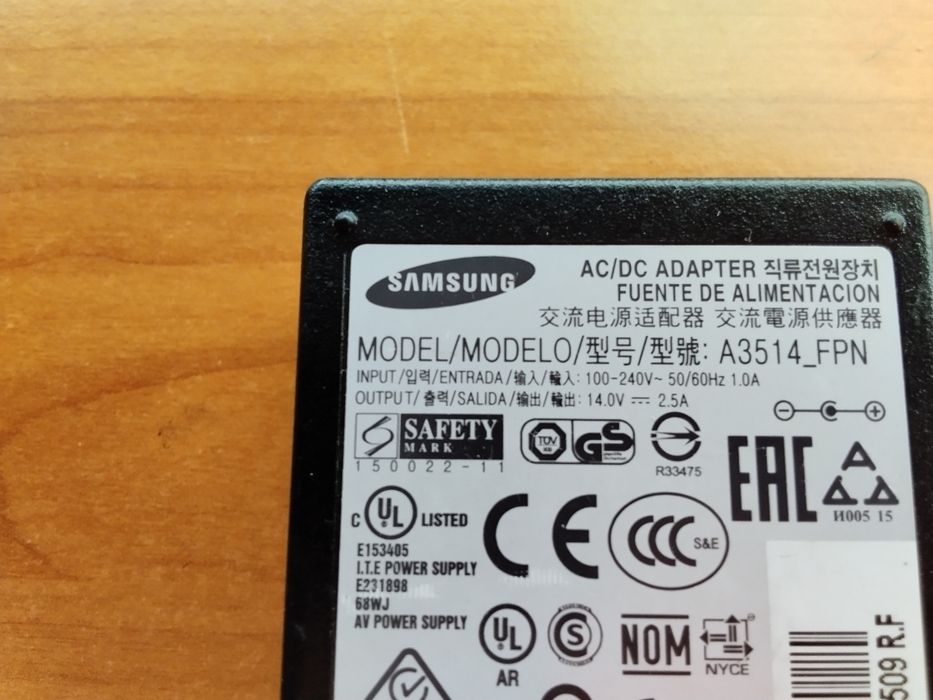 SAMSUNG
AC/DC ADAPTER 직류전원장치
FUENTE DE ALIMENTACION
交流电源适配器 交流電源供應器
MODEL/MODELO/型号/型號: A3514_FPN
INPUT/입력/ENTRADA/输入/輸入: 100-240V~ 50/60Hz 1.0A
OUTPUT/출력/SALIDA/输出/輸出: 14.0V ⎓ 2.5A
SAFETY
MARK
150022-11
TÜV
GS
R33475
EAC
И005 15
C UL LISTED
E153405
I.T.E POWER SUPPLY
E231898
68WJ
AV POWER SUPPLY
CE
CCC S&E
UL
AR
S
NOM
NYCE
509 R.F